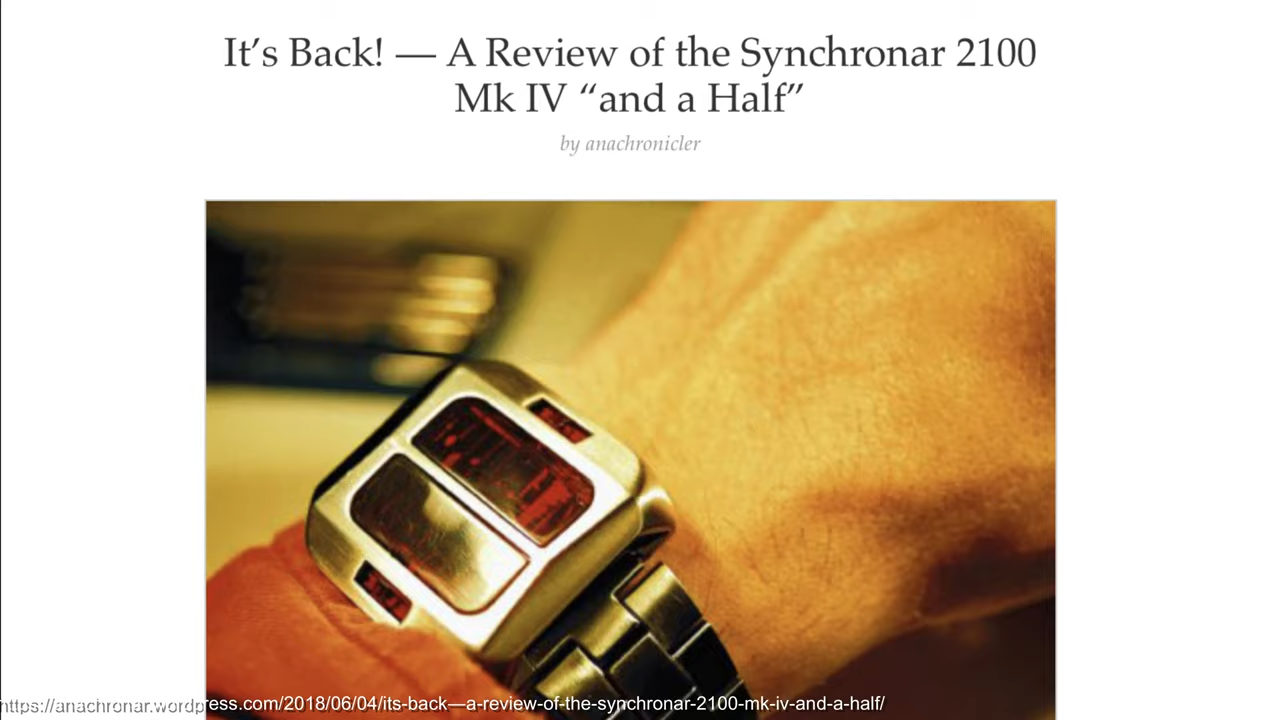 It’s Back! — A Review of the Synchronar 2100
Mk IV “and a Half”
by anachronicler
https://anachronar.wordpress.com/2018/06/04/its-back—a-review-of-the-synchronar-2100-mk-iv-and-a-half/